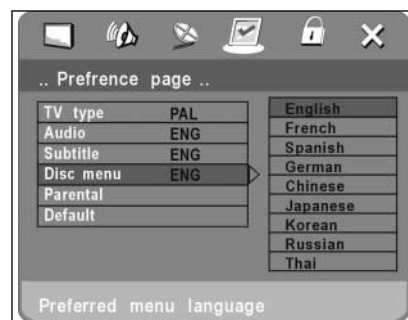 .. Prefrence page ..
TV type PAL
Audio ENG
Subtitle ENG
Disc menu ENG
Parental
Default
English
French
Spanish
German
Chinese
Japanese
Korean
Russian
Thai
Preferred menu language